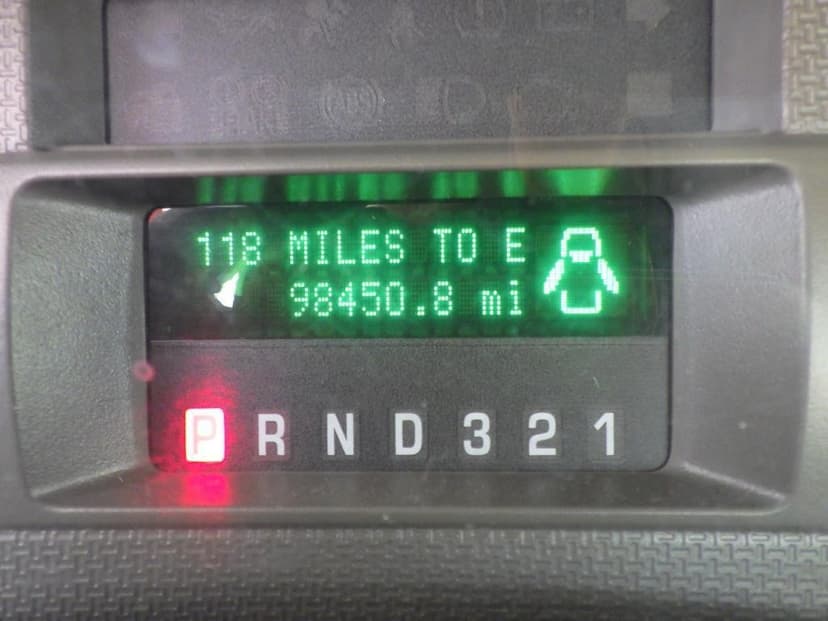 118 MILES TO E
98450.8 mi
P R N D 3 2 1